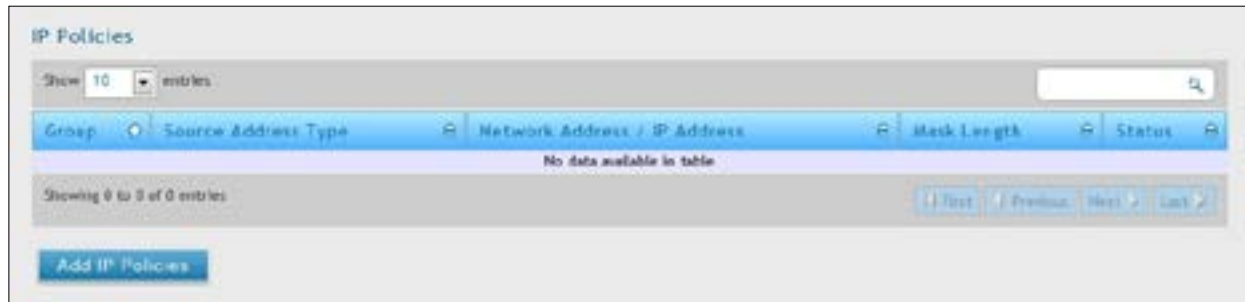 IP Policies
Show 10 entries
Group Source Address Type Network Address / IP Address Mask Length Status
No data available in table
Showing 0 to 0 of 0 entries
First Previous Next Last
Add IP Policies